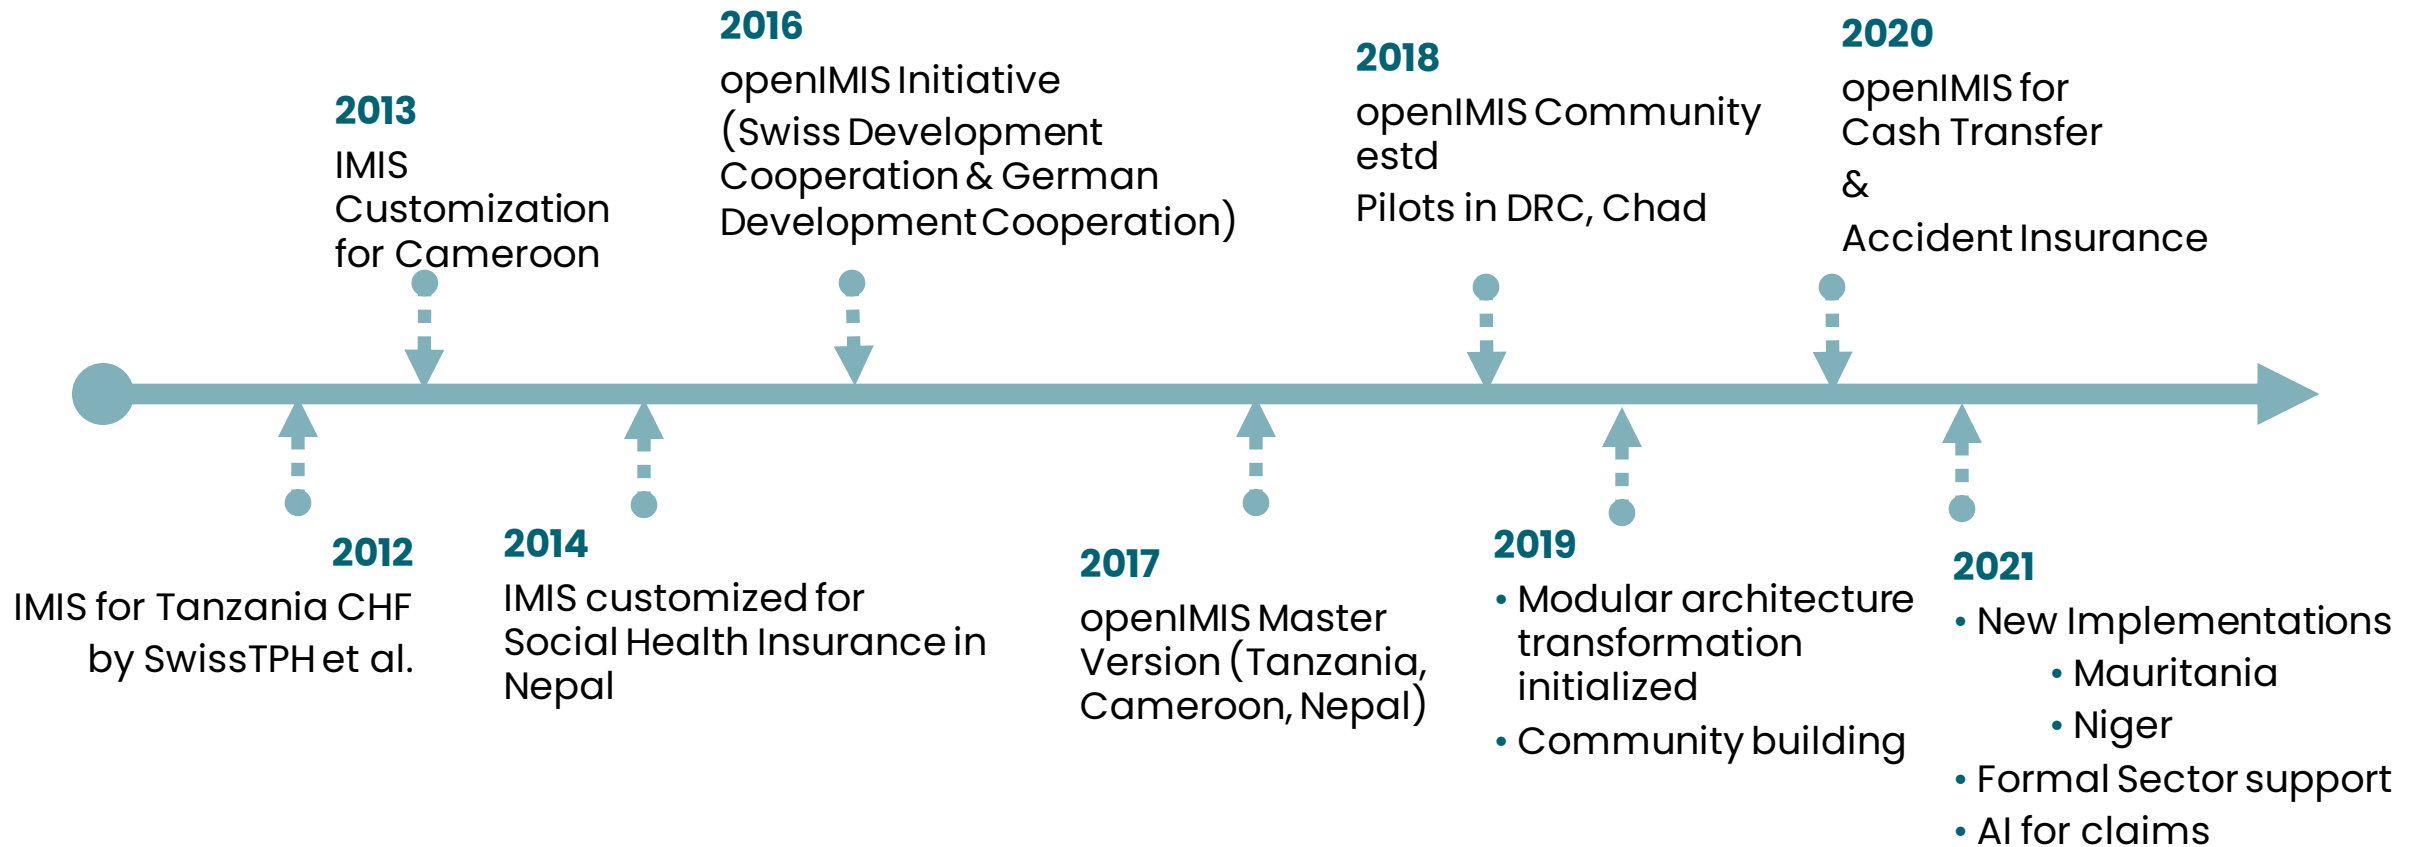 2012
IMIS for Tanzania CHF
by SwissTPH et al.
2013
IMIS
Customization
for Cameroon
2014
IMIS customized for
Social Health Insurance in
Nepal
2016
openIMIS Initiative
(Swiss Development
Cooperation & German
Development Cooperation)
2017
openIMIS Master
Version (Tanzania,
Cameroon, Nepal)
2018
openIMIS Community
estd
Pilots in DRC, Chad
2019
• Modular architecture
transformation
initialized
• Community building
2020
openIMIS for
Cash Transfer
&
Accident Insurance
2021
• New Implementations
• Mauritania
• Niger
• Formal Sector support
• AI for claims